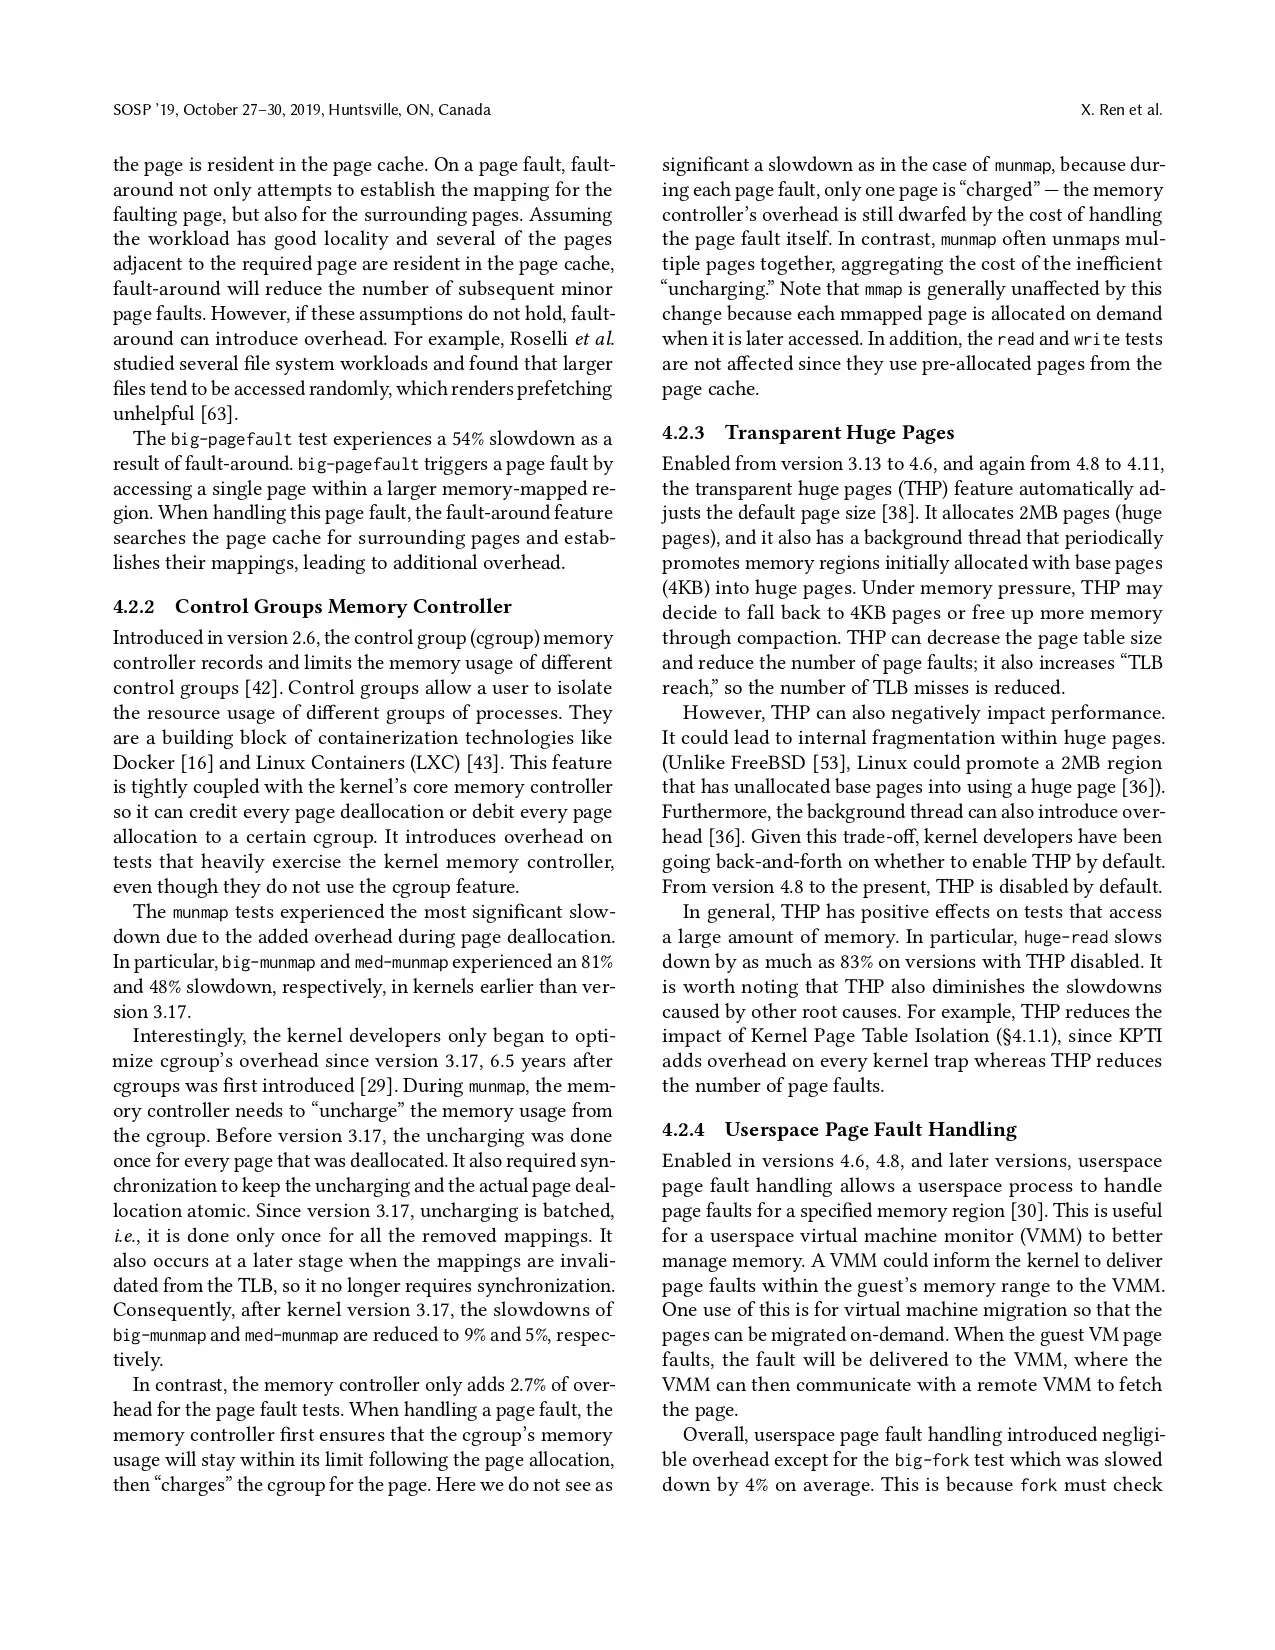 SOSP ’19, October 27–30, 2019, Huntsville, ON, Canada
X. Ren et al.
the page is resident in the page cache. On a page fault, fault-
around not only attempts to establish the mapping for the
faulting page, but also for the surrounding pages. Assuming
the workload has good locality and several of the pages
adjacent to the required page are resident in the page cache,
fault-around will reduce the number of subsequent minor
page faults. However, if these assumptions do not hold, fault-
around can introduce overhead. For example, Roselli et al.
studied several file system workloads and found that larger
files tend to be accessed randomly, which renders prefetching
unhelpful [63].
The big-pagefault test experiences a 54% slowdown as a
result of fault-around. big-pagefault triggers a page fault by
accessing a single page within a larger memory-mapped re-
gion. When handling this page fault, the fault-around feature
searches the page cache for surrounding pages and estab-
lishes their mappings, leading to additional overhead.
4.2.2 Control Groups Memory Controller
Introduced in version 2.6, the control group (cgroup) memory
controller records and limits the memory usage of different
control groups [42]. Control groups allow a user to isolate
the resource usage of different groups of processes. They
are a building block of containerization technologies like
Docker [16] and Linux Containers (LXC) [43]. This feature
is tightly coupled with the kernel’s core memory controller
so it can credit every page deallocation or debit every page
allocation to a certain cgroup. It introduces overhead on
tests that heavily exercise the kernel memory controller,
even though they do not use the cgroup feature.
The munmap tests experienced the most significant slow-
down due to the added overhead during page deallocation.
In particular, big-munmap and med-munmap experienced an 81%
and 48% slowdown, respectively, in kernels earlier than ver-
sion 3.17.
Interestingly, the kernel developers only began to opti-
mize cgroup’s overhead since version 3.17, 6.5 years after
cgroups was first introduced [29]. During munmap, the mem-
ory controller needs to “uncharge” the memory usage from
the cgroup. Before version 3.17, the uncharging was done
once for every page that was deallocated. It also required syn-
chronization to keep the uncharging and the actual page deal-
location atomic. Since version 3.17, uncharging is batched,
i.e., it is done only once for all the removed mappings. It
also occurs at a later stage when the mappings are invali-
dated from the TLB, so it no longer requires synchronization.
Consequently, after kernel version 3.17, the slowdowns of
big-munmap and med-munmap are reduced to 9% and 5%, respec-
tively.
In contrast, the memory controller only adds 2.7% of over-
head for the page fault tests. When handling a page fault, the
memory controller first ensures that the cgroup’s memory
usage will stay within its limit following the page allocation,
then “charges” the cgroup for the page. Here we do not see as
significant a slowdown as in the case of munmap, because dur-
ing each page fault, only one page is “charged” — the memory
controller’s overhead is still dwarfed by the cost of handling
the page fault itself. In contrast, munmap often unmaps mul-
tiple pages together, aggregating the cost of the inefficient
“uncharging.” Note that mmap is generally unaffected by this
change because each mmapped page is allocated on demand
when it is later accessed. In addition, the read and write tests
are not affected since they use pre-allocated pages from the
page cache.
4.2.3 Transparent Huge Pages
Enabled from version 3.13 to 4.6, and again from 4.8 to 4.11,
the transparent huge pages (THP) feature automatically ad-
justs the default page size [38]. It allocates 2MB pages (huge
pages), and it also has a background thread that periodically
promotes memory regions initially allocated with base pages
(4KB) into huge pages. Under memory pressure, THP may
decide to fall back to 4KB pages or free up more memory
through compaction. THP can decrease the page table size
and reduce the number of page faults; it also increases “TLB
reach,” so the number of TLB misses is reduced.
However, THP can also negatively impact performance.
It could lead to internal fragmentation within huge pages.
(Unlike FreeBSD [53], Linux could promote a 2MB region
that has unallocated base pages into using a huge page [36]).
Furthermore, the background thread can also introduce over-
head [36]. Given this trade-off, kernel developers have been
going back-and-forth on whether to enable THP by default.
From version 4.8 to the present, THP is disabled by default.
In general, THP has positive effects on tests that access
a large amount of memory. In particular, huge-read slows
down by as much as 83% on versions with THP disabled. It
is worth noting that THP also diminishes the slowdowns
caused by other root causes. For example, THP reduces the
impact of Kernel Page Table Isolation (§4.1.1), since KPTI
adds overhead on every kernel trap whereas THP reduces
the number of page faults.
4.2.4 Userspace Page Fault Handling
Enabled in versions 4.6, 4.8, and later versions, userspace
page fault handling allows a userspace process to handle
page faults for a specified memory region [30]. This is useful
for a userspace virtual machine monitor (VMM) to better
manage memory. A VMM could inform the kernel to deliver
page faults within the guest’s memory range to the VMM.
One use of this is for virtual machine migration so that the
pages can be migrated on-demand. When the guest VM page
faults, the fault will be delivered to the VMM, where the
VMM can then communicate with a remote VMM to fetch
the page.
Overall, userspace page fault handling introduced negligi-
ble overhead except for the big-fork test which was slowed
down by 4% on average. This is because fork must check